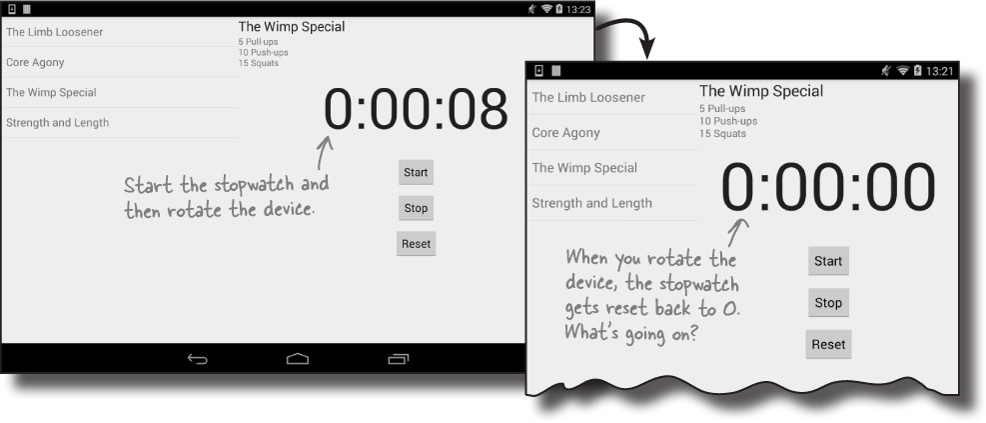 13:23
The Limb Loosener
Core Agony
The Wimp Special
Strength and Length
The Wimp Special
5 Pull-ups
10 Push-ups
15 Squats
0:00:08
Start
Stop
Reset
Start the stopwatch and
then rotate the device.
13:21
The Limb Loosener
Core Agony
The Wimp Special
Strength and Length
The Wimp Special
5 Pull-ups
10 Push-ups
15 Squats
0:00:00
Start
Stop
Reset
When you rotate the
device, the stopwatch
gets reset back to 0.
What's going on?